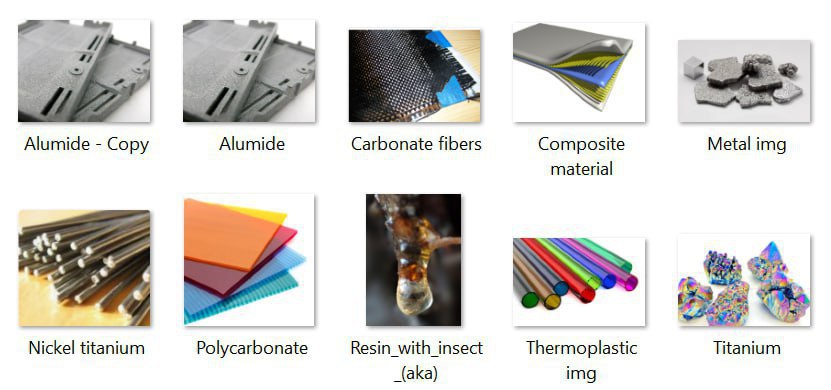 Alumide - Copy
Alumide
Carbonate fibers
Composite
material
Metal img
Nickel titanium
Polycarbonate
Resin_with_insect
_(aka)
Thermoplastic
img
Titanium